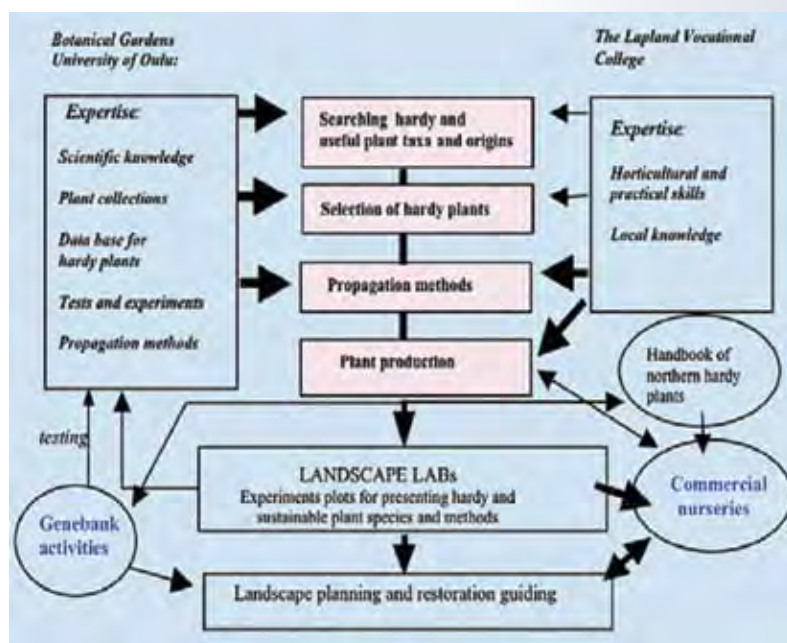 Botanical Gardens
University of Oulu:
The Lapland Vocational
College
Expertise:
Scientific knowledge
Plant collections
Data base for
hardy plants
Tests and experiments
Propagation methods
Searching hardy and
useful plant taxa and origins
Selection of hardy plants
Propagation methods
Plant production
Expertise:
Horticultural and
practical skills
Local knowledge
Handbook of
northern hardy
plants
testing
LANDSCAPE LABs
Experiments plots for presenting hardy and
sustainable plant species and methods
Commercial
nurseries
Genebank
activities
Landscape planning and restoration guiding